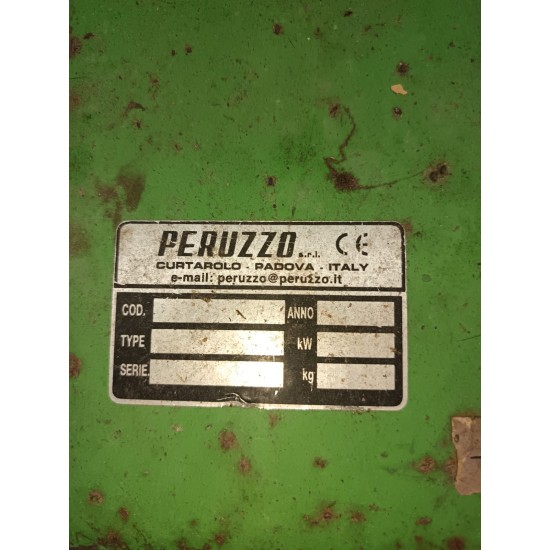 PERUZZO s.r.l. CE
CURTAROLO - PADOVA - ITALY
e-mail: peruzzo@peruzzo.it
COD. ANNO
TYPE kW
SERIE. kg